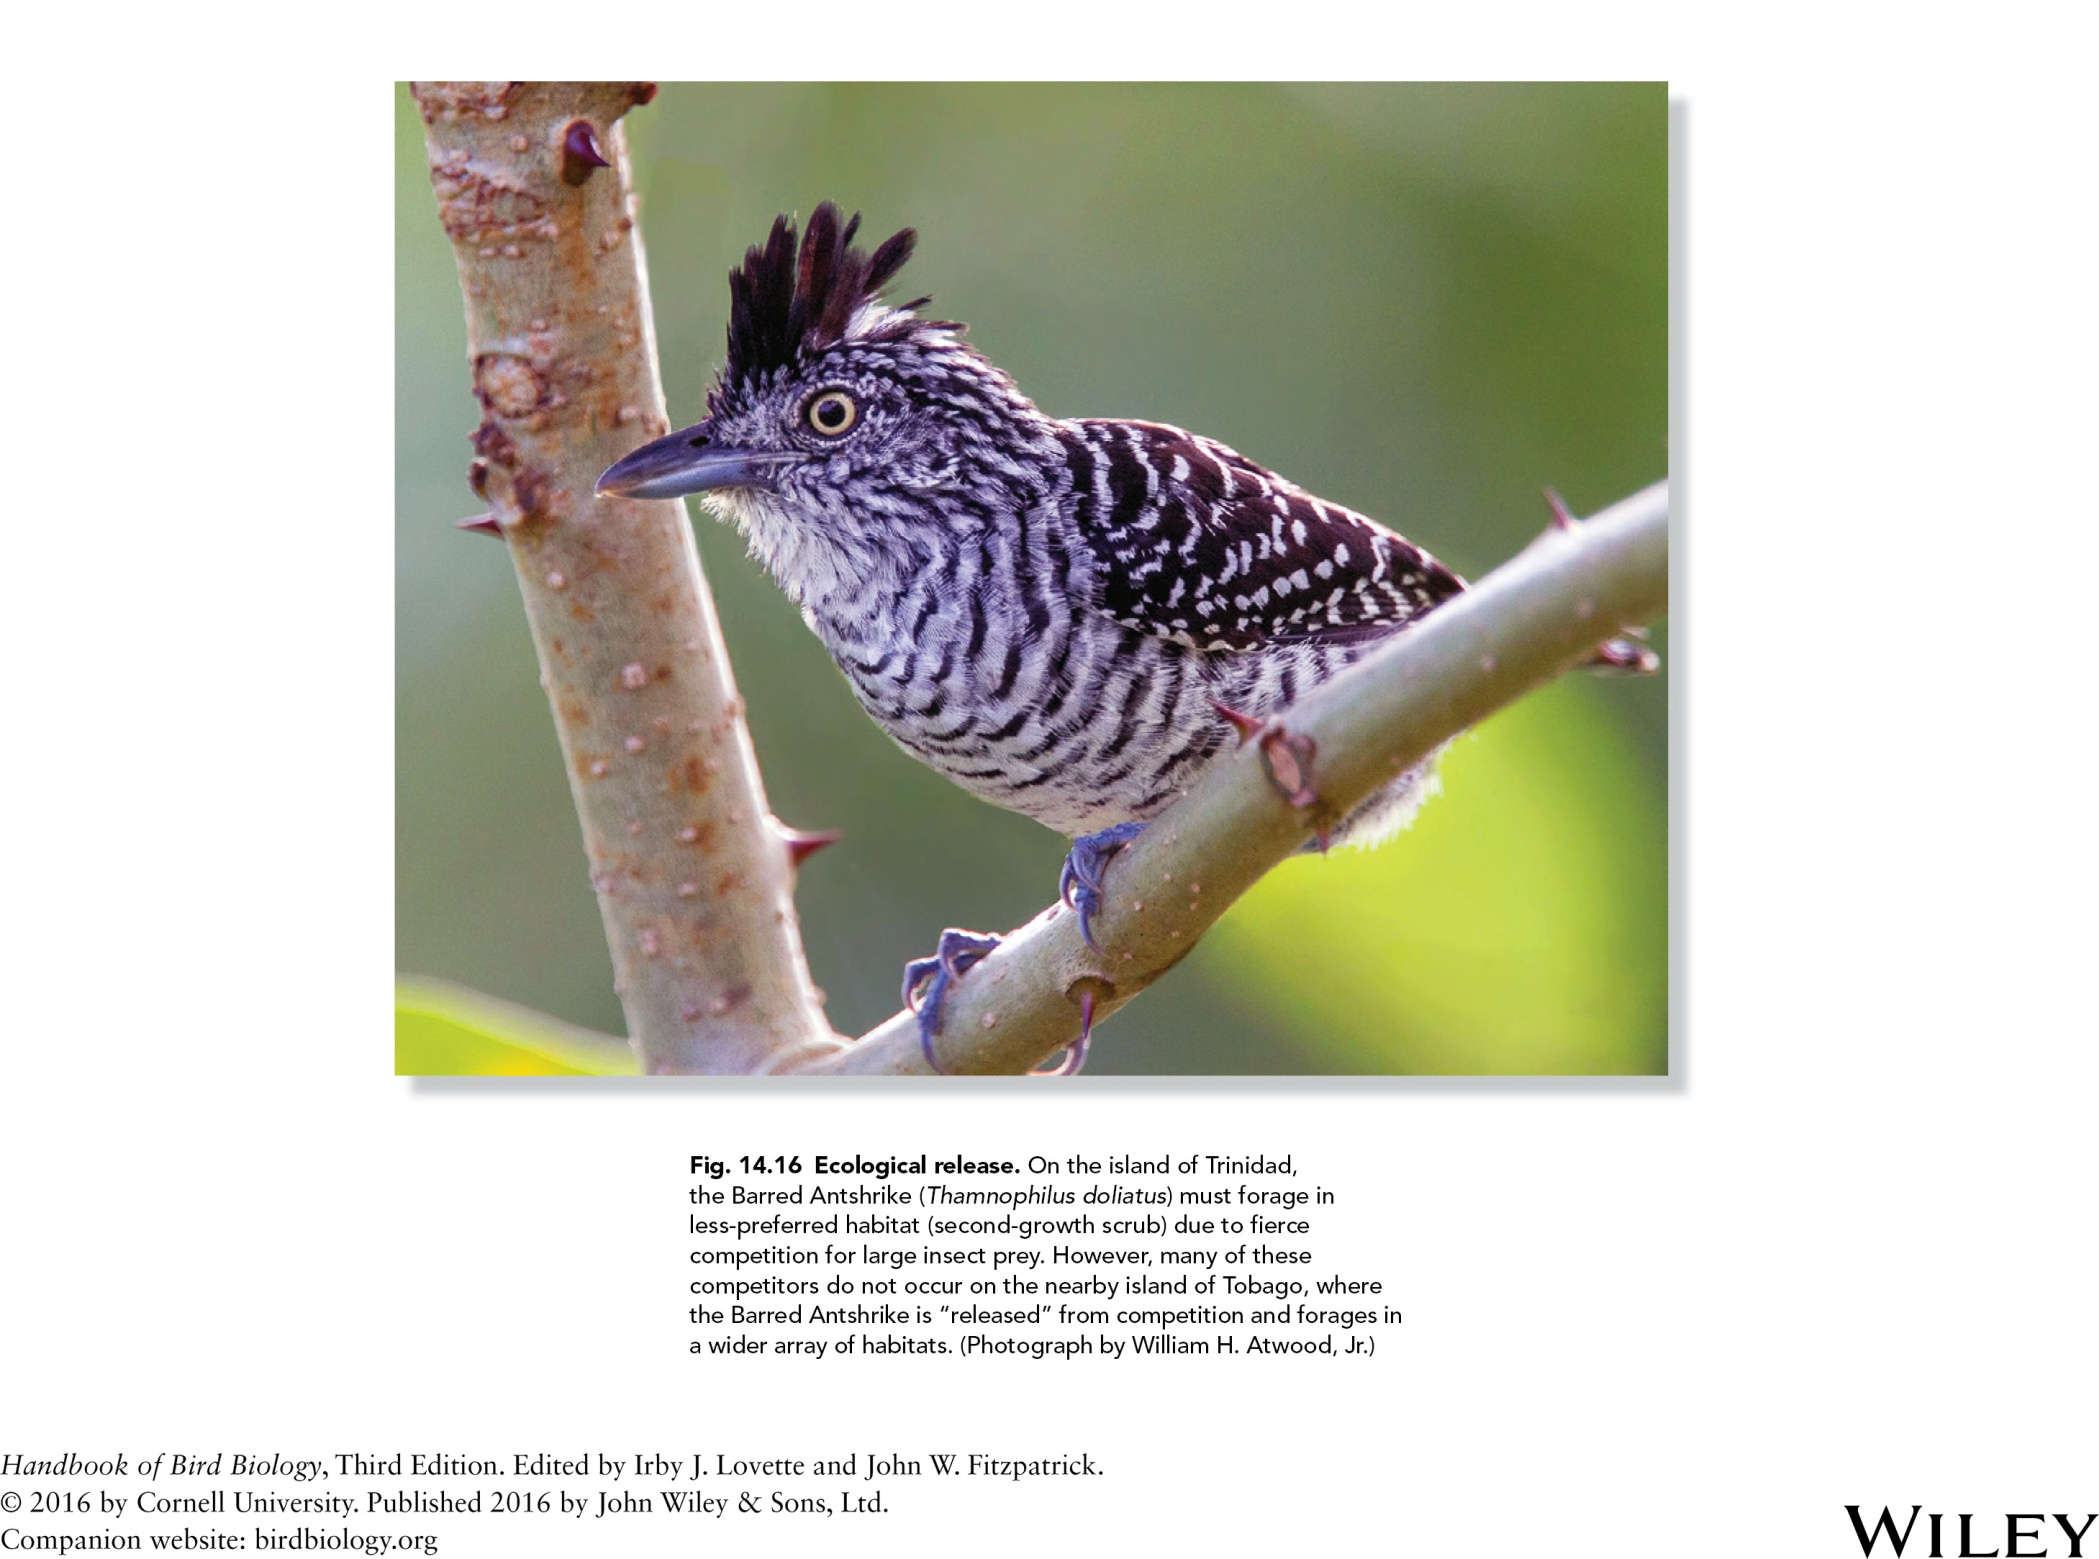 Fig. 14.16 Ecological release. On the island of Trinidad,
the Barred Antshrike (Thamnophilus doliatus) must forage in
less-preferred habitat (second-growth scrub) due to fierce
competition for large insect prey. However, many of these
competitors do not occur on the nearby island of Tobago, where
the Barred Antshrike is “released” from competition and forages in
a wider array of habitats. (Photograph by William H. Atwood, Jr.)
Handbook of Bird Biology, Third Edition. Edited by Irby J. Lovette and John W. Fitzpatrick.
© 2016 by Cornell University. Published 2016 by John Wiley & Sons, Ltd.
Companion website: birdbiology.org
WILEY